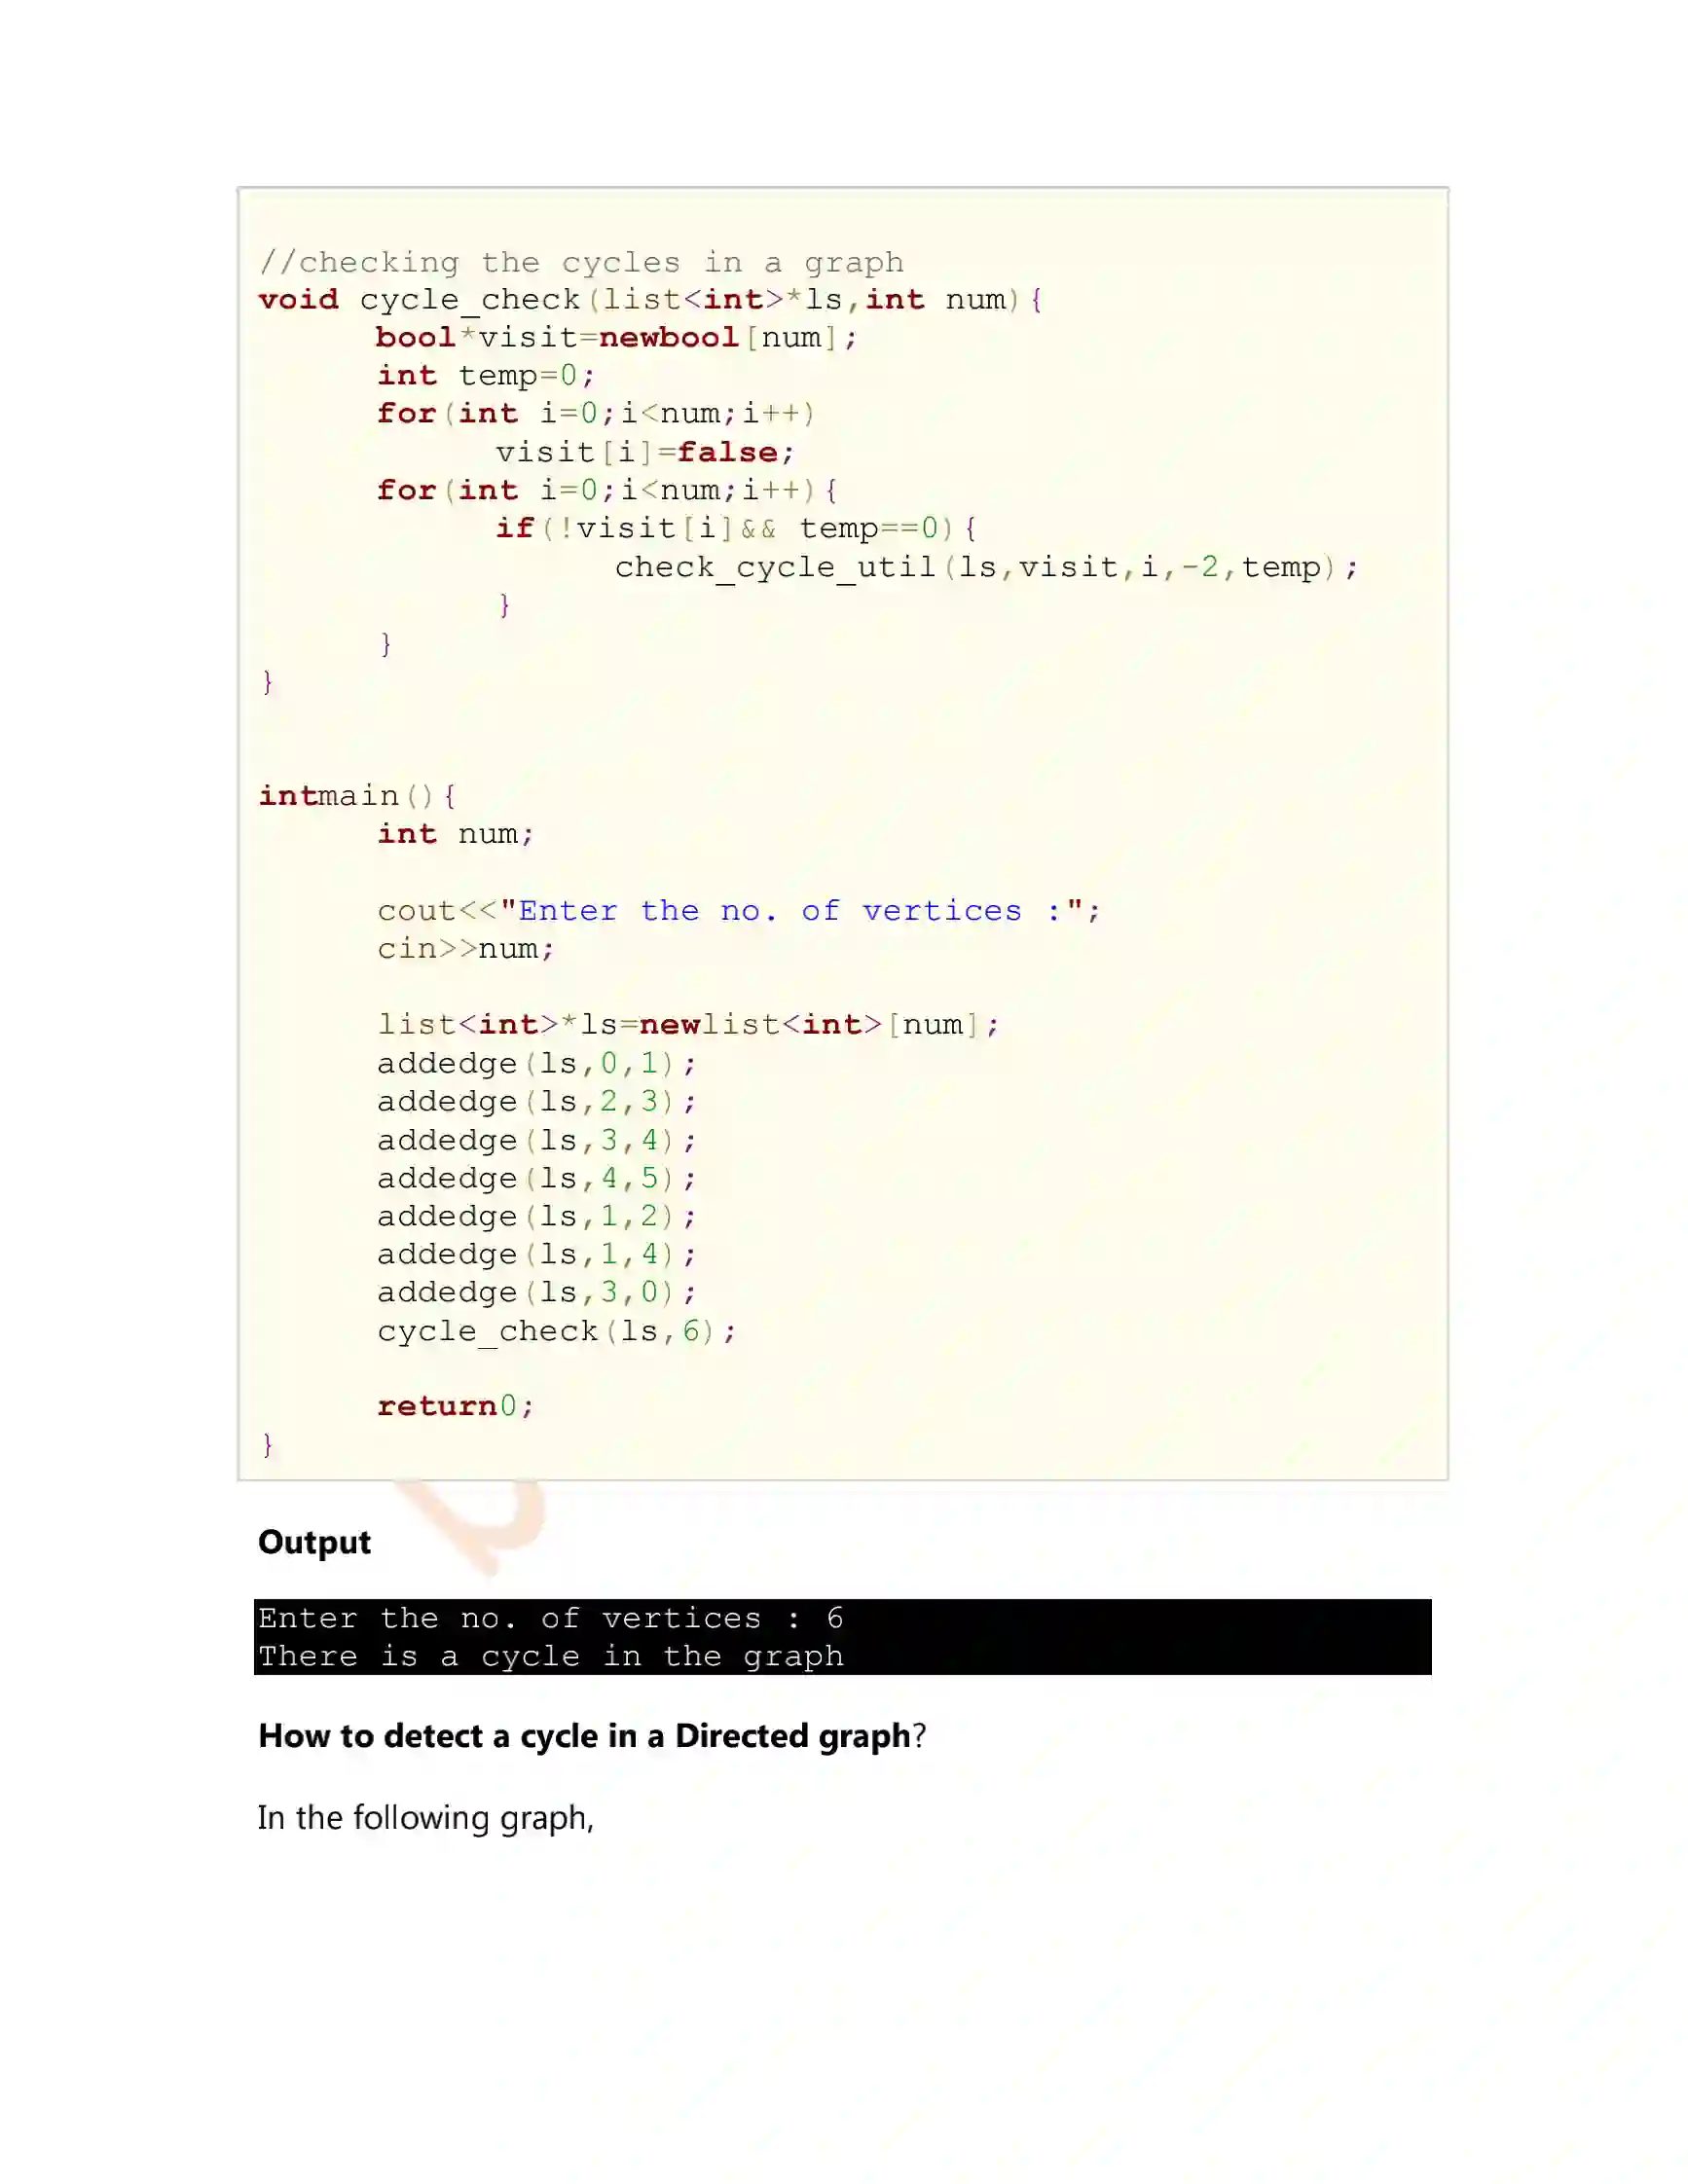 //checking the cycles in a graph
void cycle_check(list<int>*ls,int num){
bool*visit=newbool[num];
int temp=0;
for(int i=0;i<num;i++)
visit[i]=false;
for(int i=0;i<num;i++){
if(!visit[i]&& temp==0){
check_cycle_util(ls,visit,i,-2,temp);
}
}
}
intmain(){
int num;
cout<<"Enter the no. of vertices :";
cin>>num;
list<int>*ls=newlist<int>[num];
addedge(ls,0,1);
addedge(ls,2,3);
addedge(ls,3,4);
addedge(ls,4,5);
addedge(ls,1,2);
addedge(ls,1,4);
addedge(ls,3,0);
cycle_check(ls,6);
return0;
}
Output
Enter the no. of vertices : 6
There is a cycle in the graph
How to detect a cycle in a Directed graph?
In the following graph,